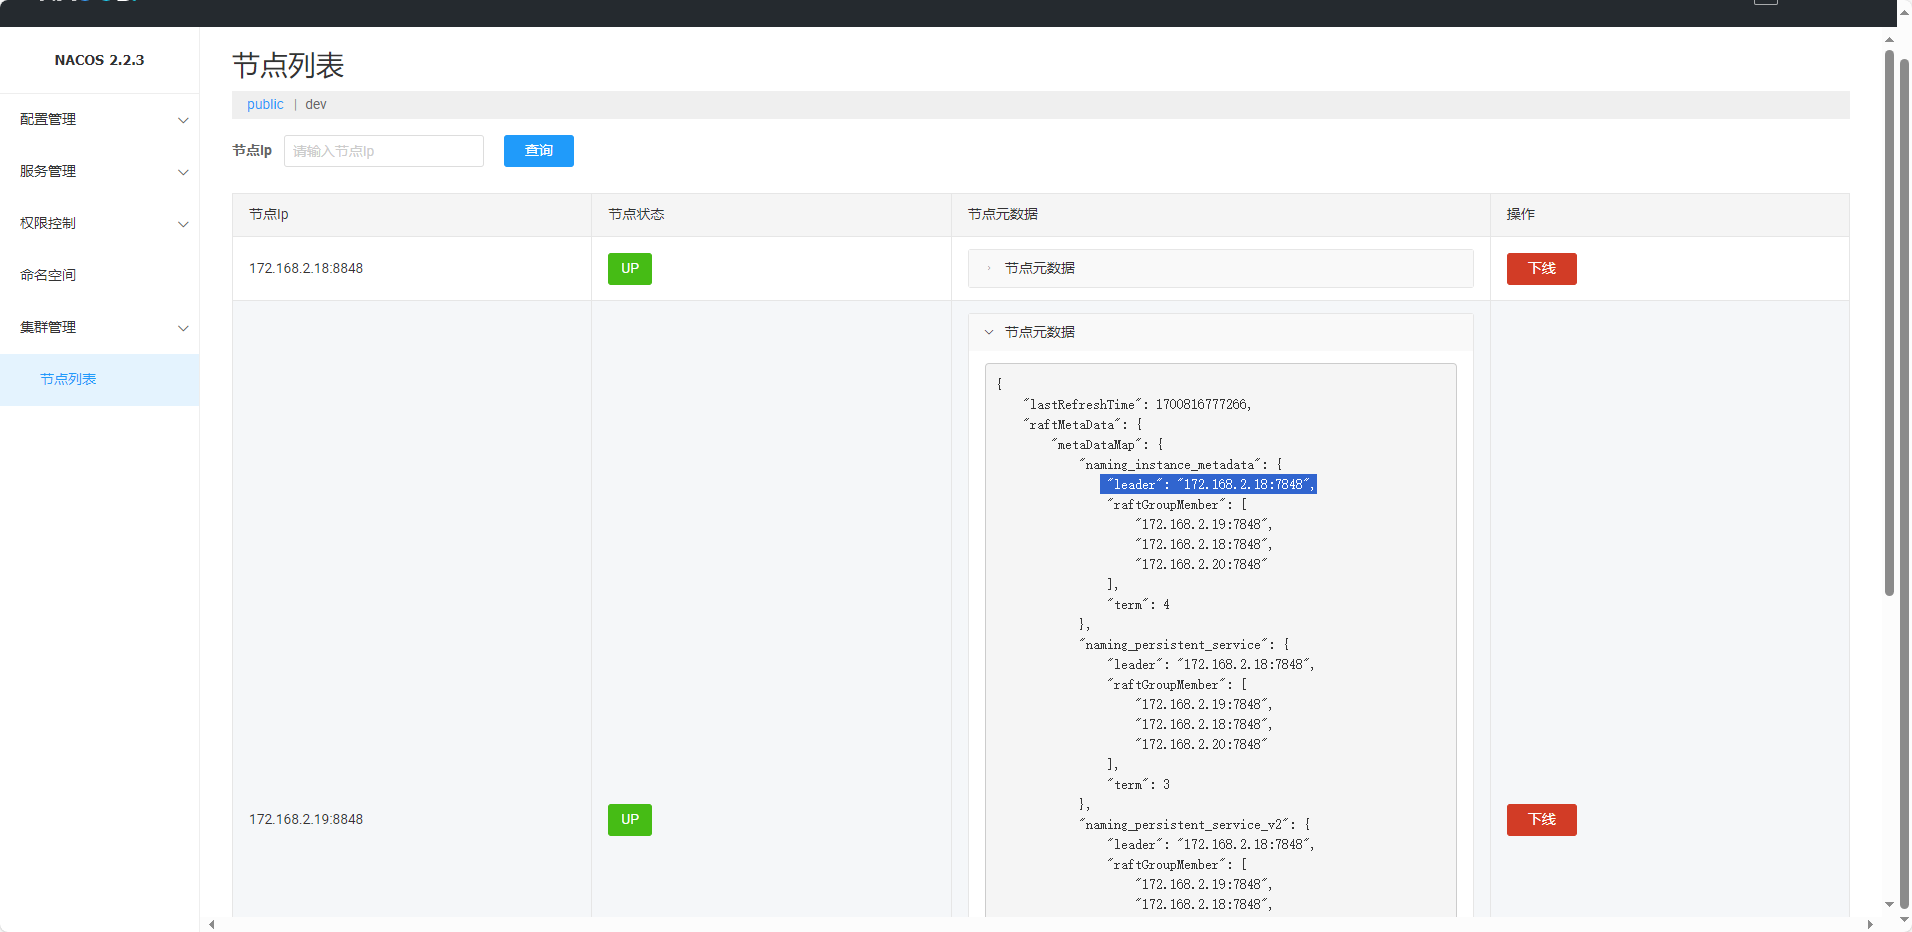 NACOS 2.2.3
配置管理
服务管理
权限控制
命名空间
集群管理
节点列表
节点列表
public | dev
节点Ip 请输入节点Ip 查询
节点Ip 节点状态 节点元数据 操作
172.168.2.18:8848 UP 节点元数据 下线
节点元数据
{
"lastRefreshTime": 1700816777266,
"raftMetaData": {
"metaDataMap": {
"naming_instance_metadata": {
"leader": "172.168.2.18:7848",
"raftGroupMember": [
"172.168.2.19:7848",
"172.168.2.18:7848",
"172.168.2.20:7848"
],
"term": 4
},
"naming_persistent_service": {
"leader": "172.168.2.18:7848",
"raftGroupMember": [
"172.168.2.19:7848",
"172.168.2.18:7848",
"172.168.2.20:7848"
],
"term": 3
},
172.168.2.19:8848 UP 下线
"naming_persistent_service_v2": {
"leader": "172.168.2.18:7848",
"raftGroupMember": [
"172.168.2.19:7848",
"172.168.2.18:7848",